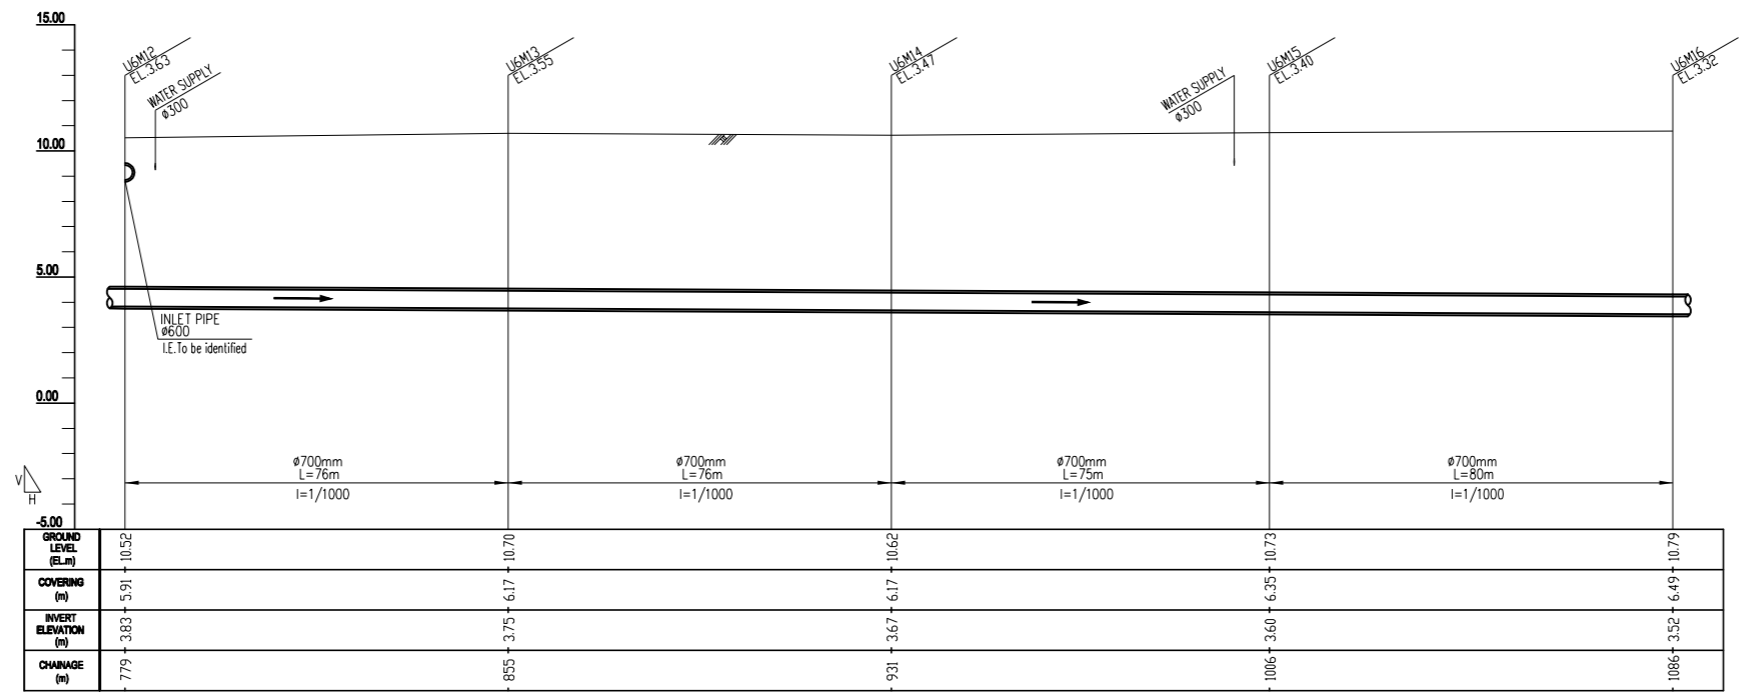 15.00
10.00
5.00
0.00
-5.00
U6M12
EL.3.63
WATER SUPPLY
ø300
U6M13
EL.3.55
U6M14
EL.3.47
WATER SUPPLY
ø300
U6M15
EL.3.40
U6M16
EL.3.32
INLET PIPE
ø600
I.E.To be identified
V
H
ø700mm
L=76m
I=1/1000
ø700mm
L=76m
I=1/1000
ø700mm
L=75m
I=1/1000
ø700mm
L=80m
I=1/1000
GROUND
LEVEL
(EL.m)
10.52 10.70 10.62 10.73 10.79
COVERING
(m)
5.91 6.17 6.17 6.35 6.49
INVERT
ELEVATION
(m)
3.83 3.75 3.67 3.60 3.52
CHAINAGE
(m)
779 855 931 1006 1086